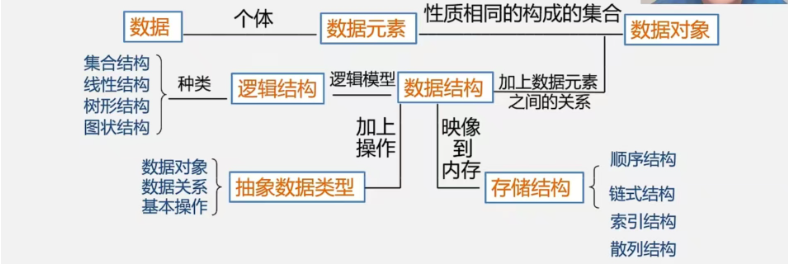 数据
个体
数据元素
性质相同的构成的集合
数据对象
集合结构
线性结构
树形结构
图状结构
种类
逻辑结构
逻辑模型
数据结构
加上数据元素
之间的关系
加上
操作
映像
到
内存
数据对象
数据关系
基本操作
抽象数据类型
存储结构
顺序结构
链式结构
索引结构
散列结构